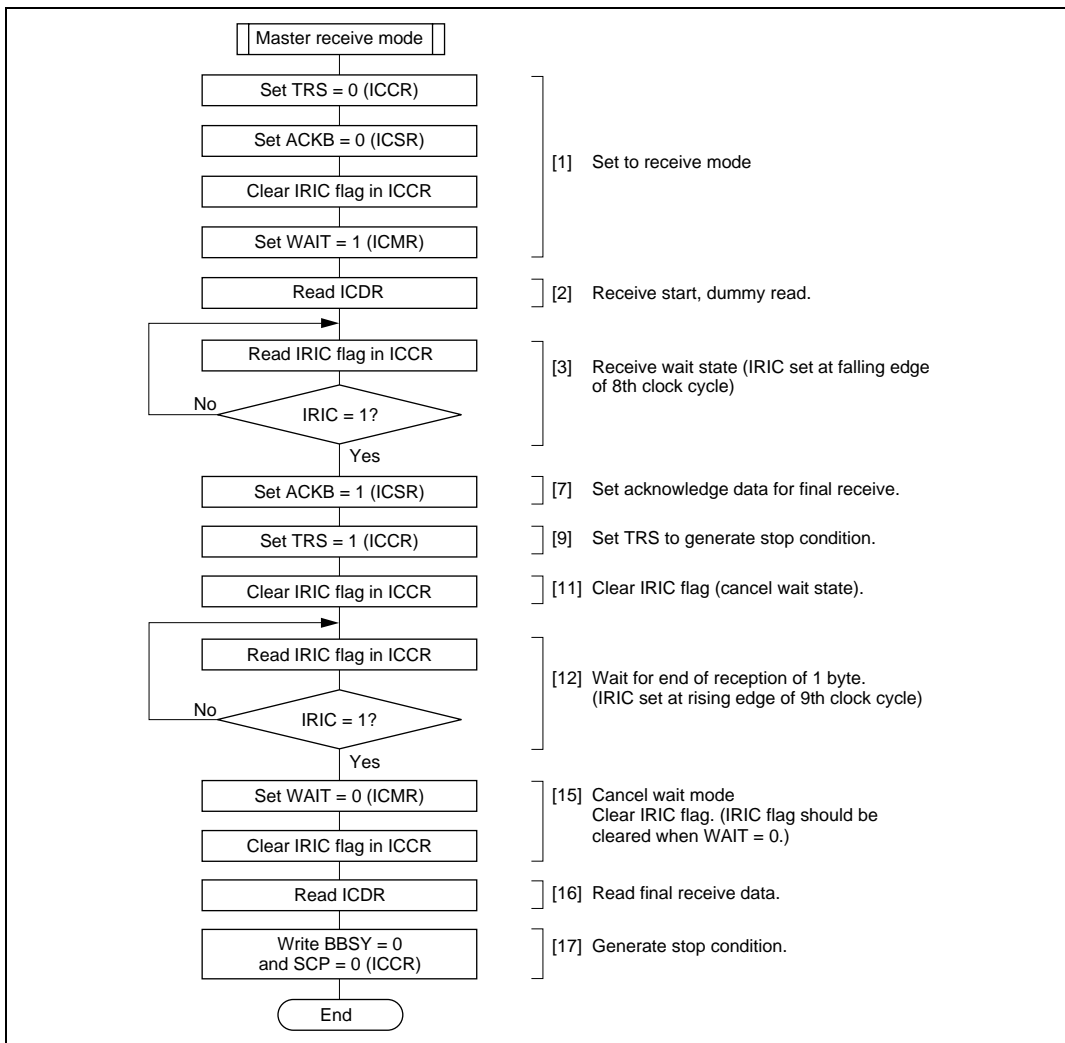 Master receive mode
Set TRS = 0 (ICCR)
Set ACKB = 0 (ICSR)
Clear IRIC flag in ICCR
Set WAIT = 1 (ICMR)
[1] Set to receive mode
Read ICDR
[2] Receive start, dummy read.
Read IRIC flag in ICCR
[3] Receive wait state (IRIC set at falling edge
of 8th clock cycle)
No
IRIC = 1?
Yes
Set ACKB = 1 (ICSR)
[7] Set acknowledge data for final receive.
Set TRS = 1 (ICCR)
[9] Set TRS to generate stop condition.
Clear IRIC flag in ICCR
[11] Clear IRIC flag (cancel wait state).
Read IRIC flag in ICCR
[12] Wait for end of reception of 1 byte.
(IRIC set at rising edge of 9th clock cycle)
No
IRIC = 1?
Yes
Set WAIT = 0 (ICMR)
Clear IRIC flag in ICCR
[15] Cancel wait mode
Clear IRIC flag. (IRIC flag should be
cleared when WAIT = 0.)
Read ICDR
[16] Read final receive data.
Write BBSY = 0
and SCP = 0 (ICCR)
[17] Generate stop condition.
End